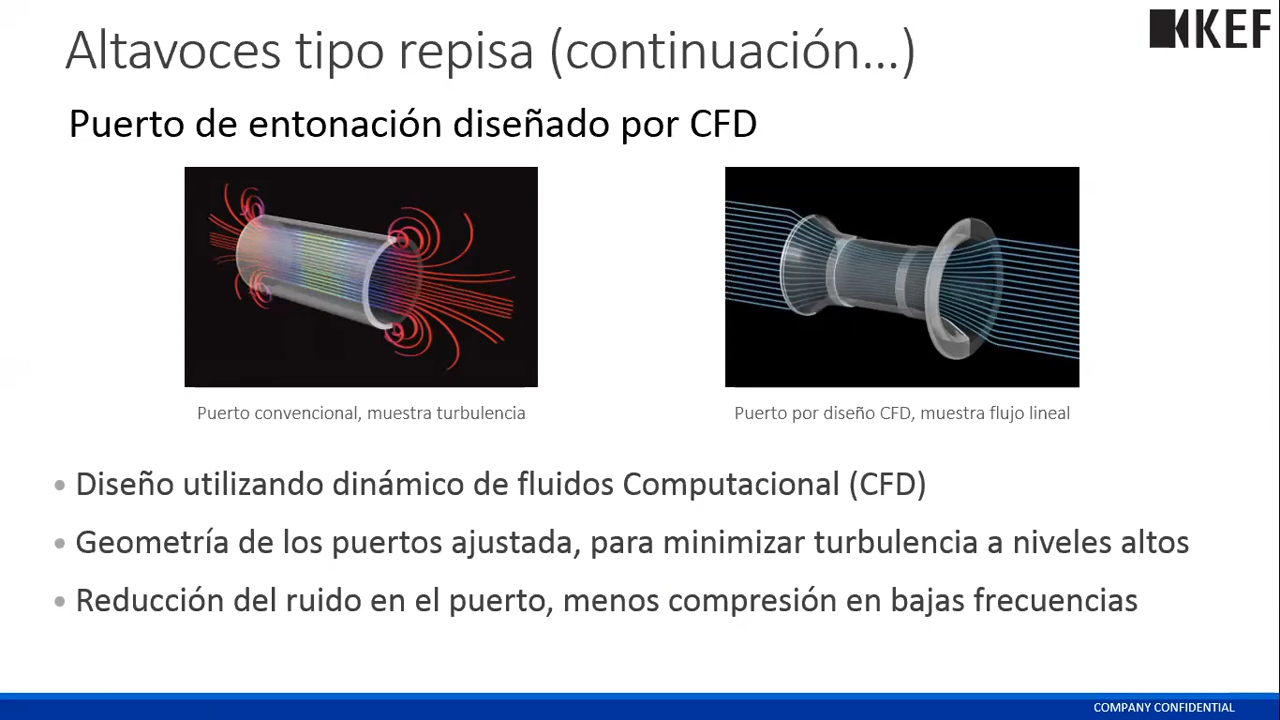 Altavoces tipo repisa (continuación...)
KEF
Puerto de entonación diseñado por CFD
Puerto convencional, muestra turbulencia
Puerto por diseño CFD, muestra flujo lineal
• Diseño utilizando dinámico de fluidos Computacional (CFD)
• Geometría de los puertos ajustada, para minimizar turbulencia a niveles altos
• Reducción del ruido en el puerto, menos compresión en bajas frecuencias
COMPANY CONFIDENTIAL